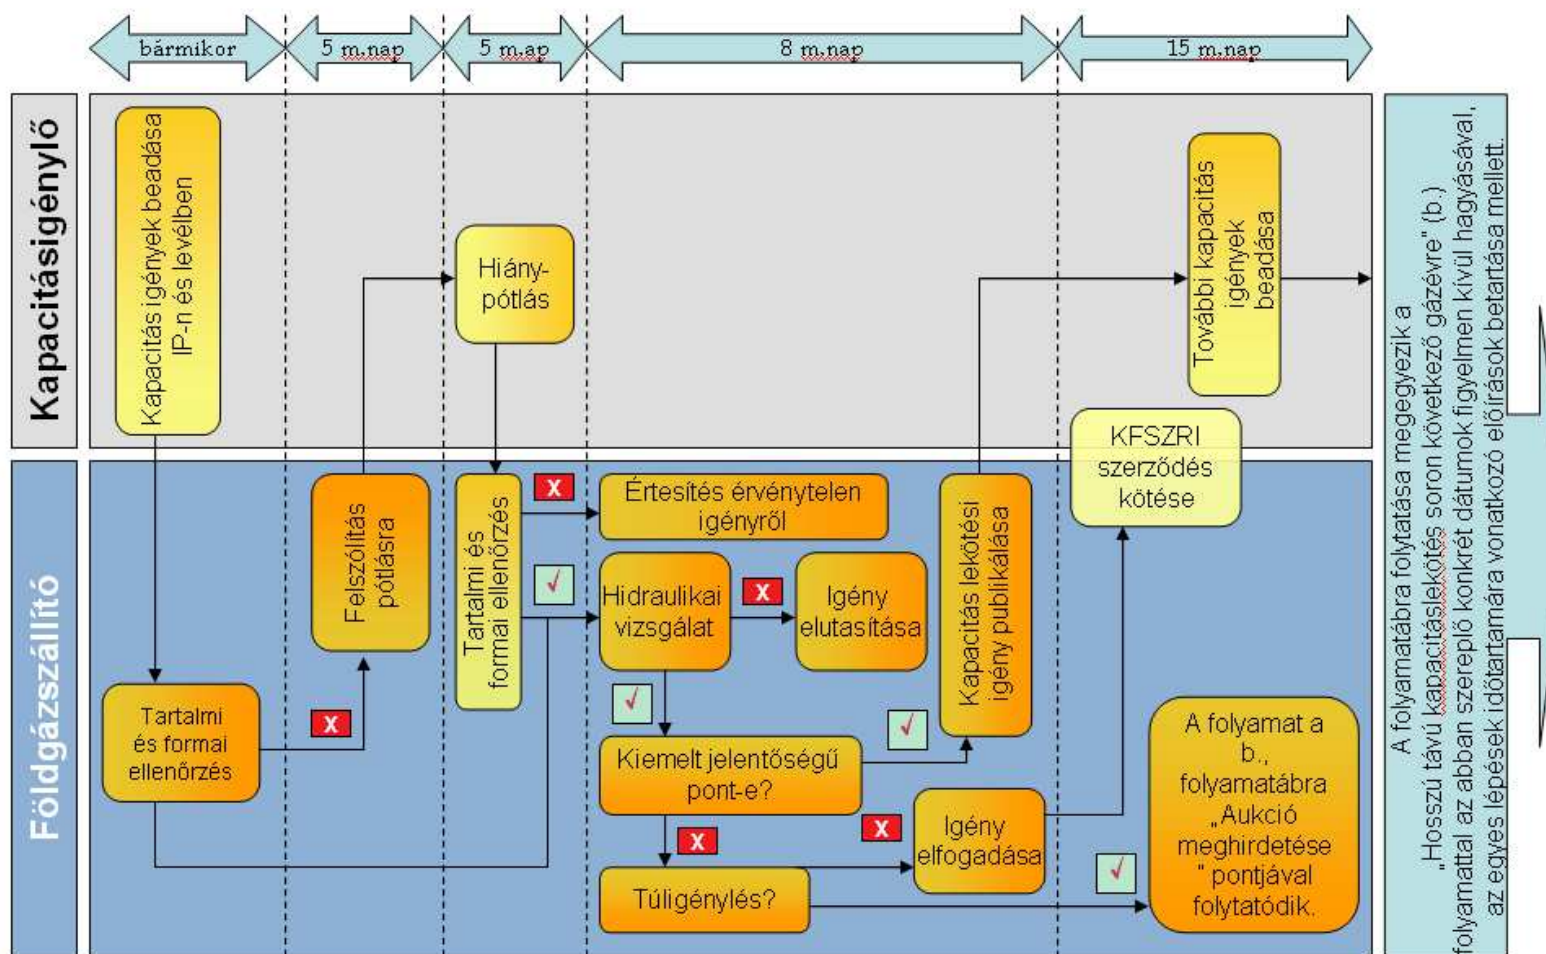 bármikor
5 m.nap
5 m.ap
8 m.nap
15 m.nap
Kapacitásigénylő
Kapacitás igények beadása
IP-n és levélben
Hiány-
pótlás
További kapacitás
igények
beadása
KFSZRI
szerződés
kötése
Földgázszállító
Tartalmi
és formai
ellenőrzés
X
Felszólítás
pótlásra
Tartalmi és
formai ellenőrzés
X
√
Értesítés érvénytelen
igényről
Hidraulikai
vizsgálat
X
Igény
elutasítása
√
Kiemelt jelentőségű
pont-e?
√
Kapacitás lekötési
igény publikálása
X
Túligénylés?
X
Igény
elfogadása
√
A folyamat a
b.,
folyamatábra
„Aukció
meghirdetése
" pontjával
folytatódik.
A folyamatábra folytatása megegyezik a
„Hosszú távú kapacitáslekötés soron következő gázévre" (b.)
folyamattal az abban szereplő konkrét dátumok figyelmen kívül hagyásával,
az egyes lépések időtartamára vonatkozó előírások betartása mellett.